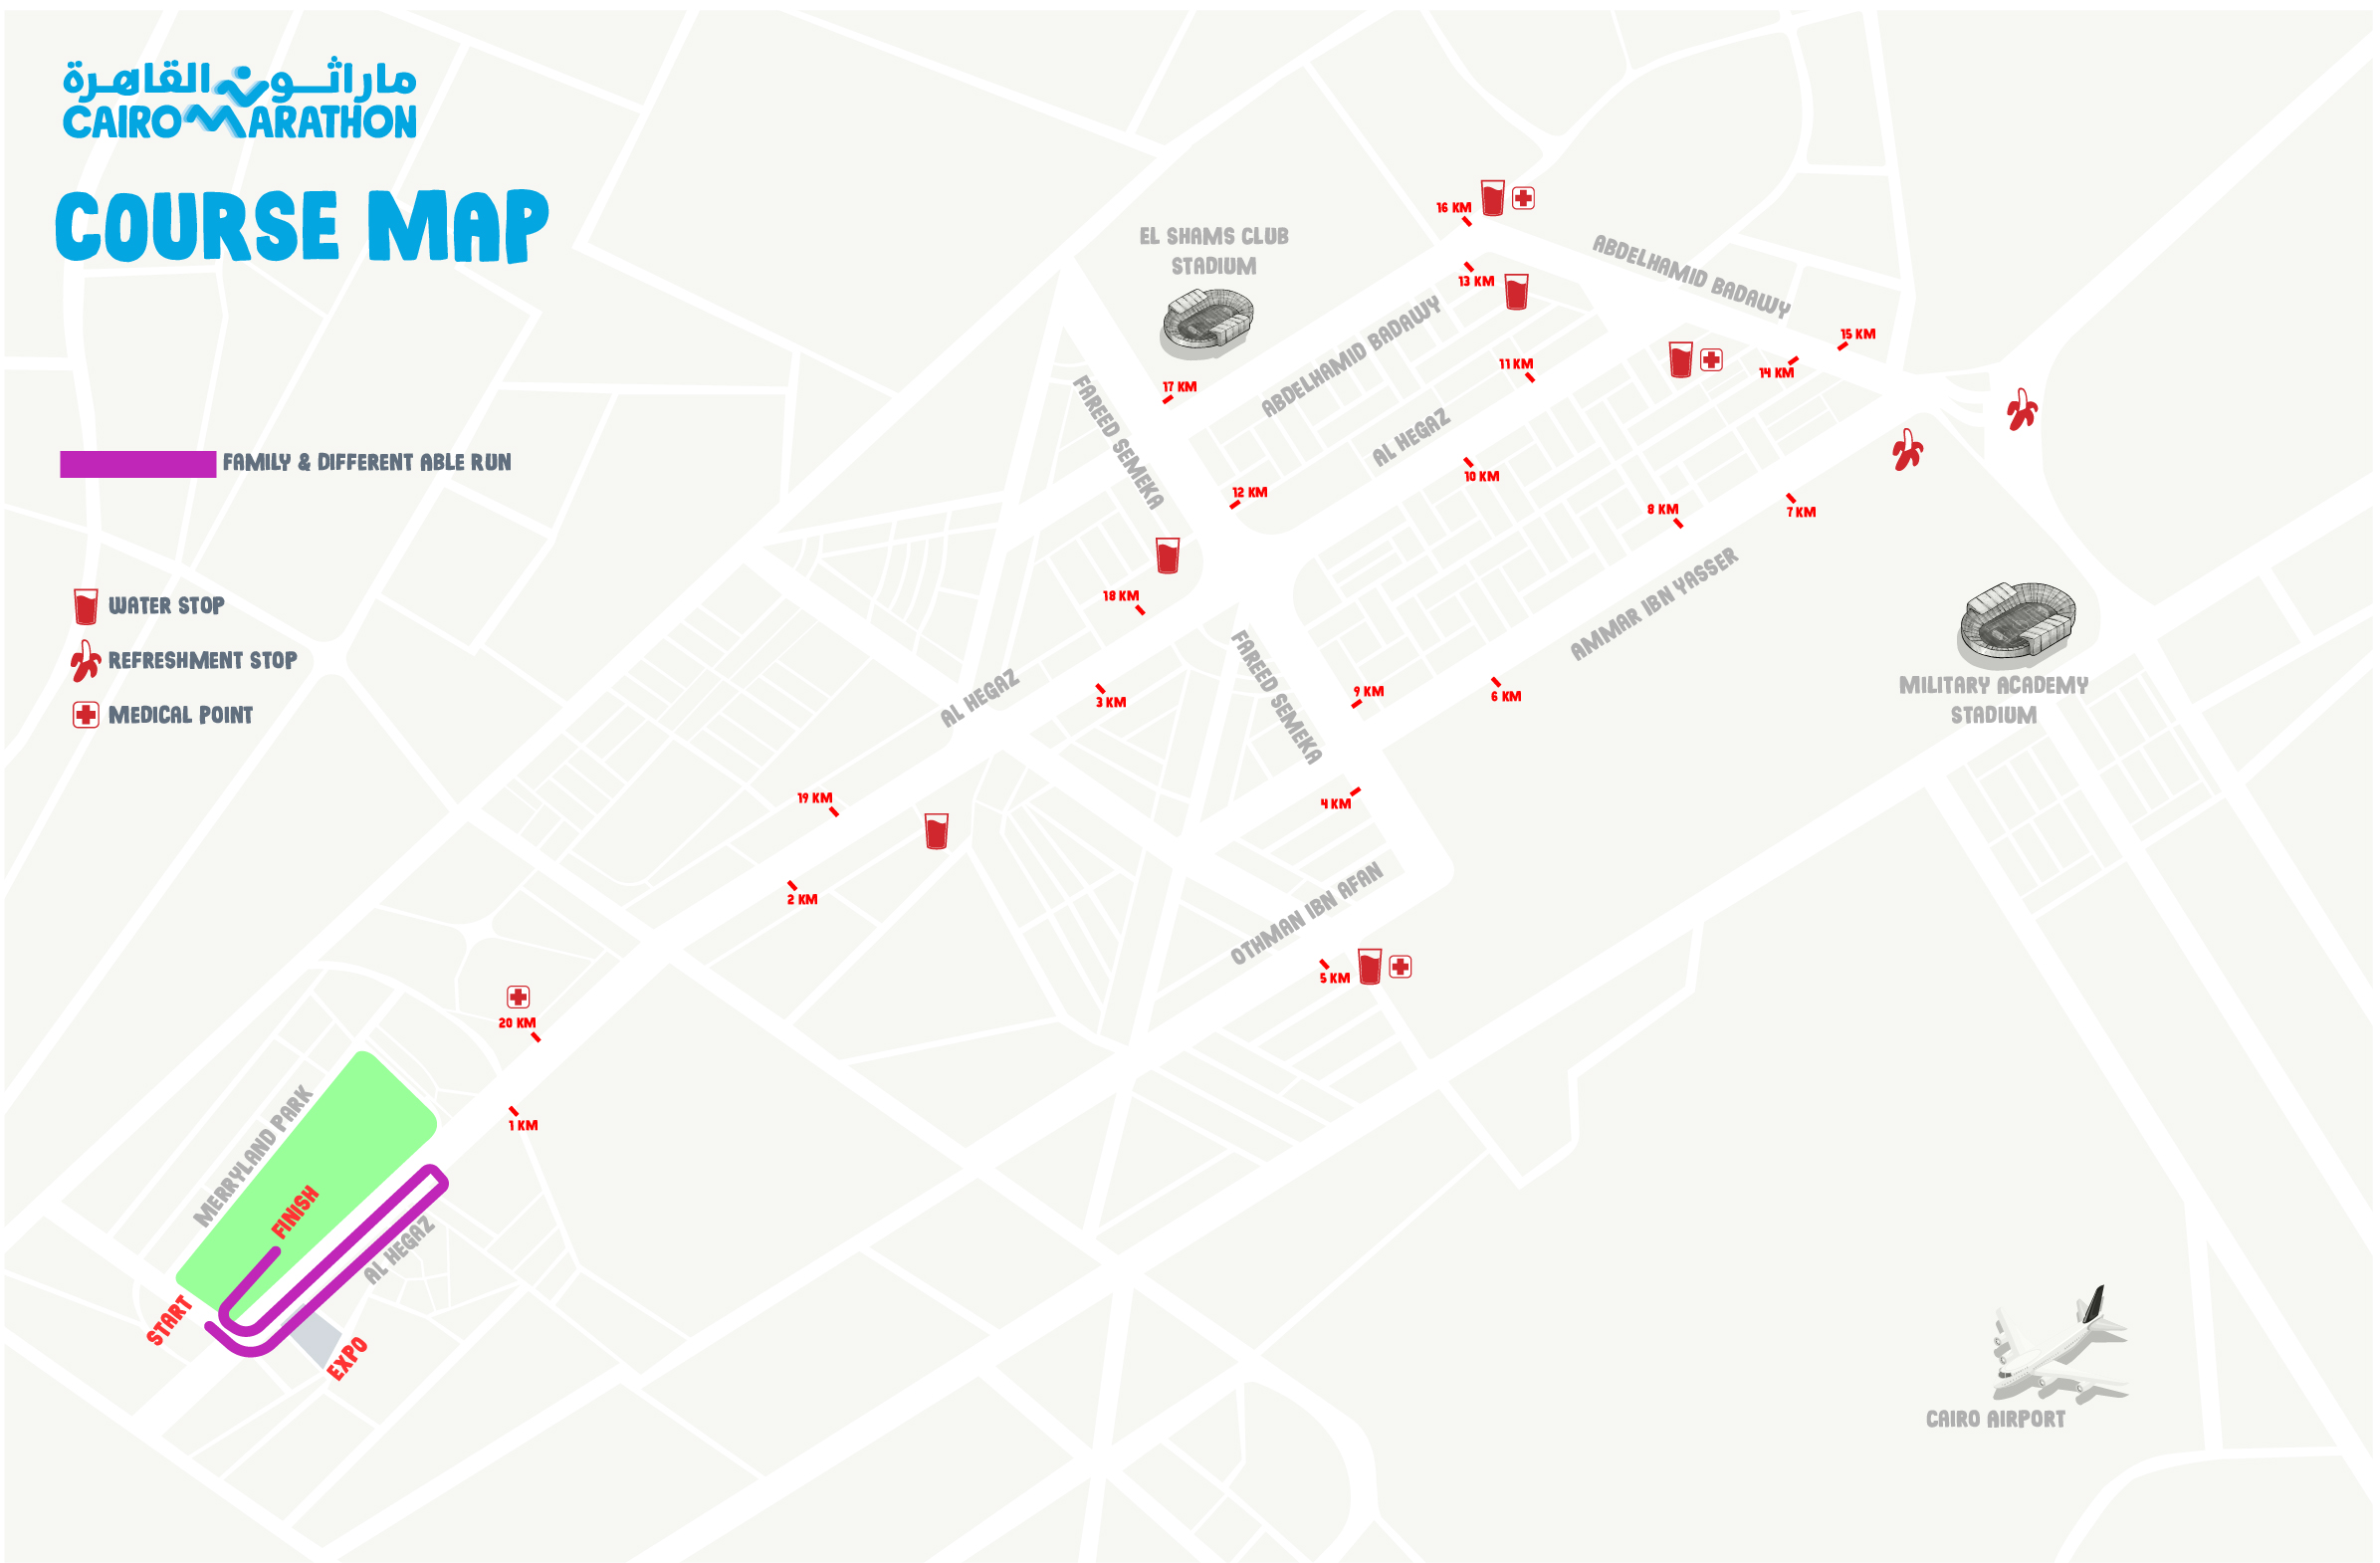 ماراثون القاهرة
CAIRO MARATHON
COURSE MAP
FAMILY & DIFFERENT ABLE RUN
WATER STOP
REFRESHMENT STOP
MEDICAL POINT
16 KM
EL SHAMS CLUB
STADIUM
ABDELHAMID BADAWY
13 KM
ABDELHAMID BADAWY
15 KM
14 KM
11 KM
17 KM
FAREED SEMEKA
AL HEGAZ
10 KM
12 KM
8 KM
7 KM
AMMAR IBN YASSER
18 KM
AL HEGAZ
3 KM
FAREED SEMEKA
9 KM
6 KM
MILITARY ACADEMY
STADIUM
19 KM
4 KM
2 KM
OTHMAN IBN AFAN
5 KM
20 KM
1 KM
MERRYLAND PARK
FINISH
AL HEGAZ
START
EXPO
CAIRO AIRPORT